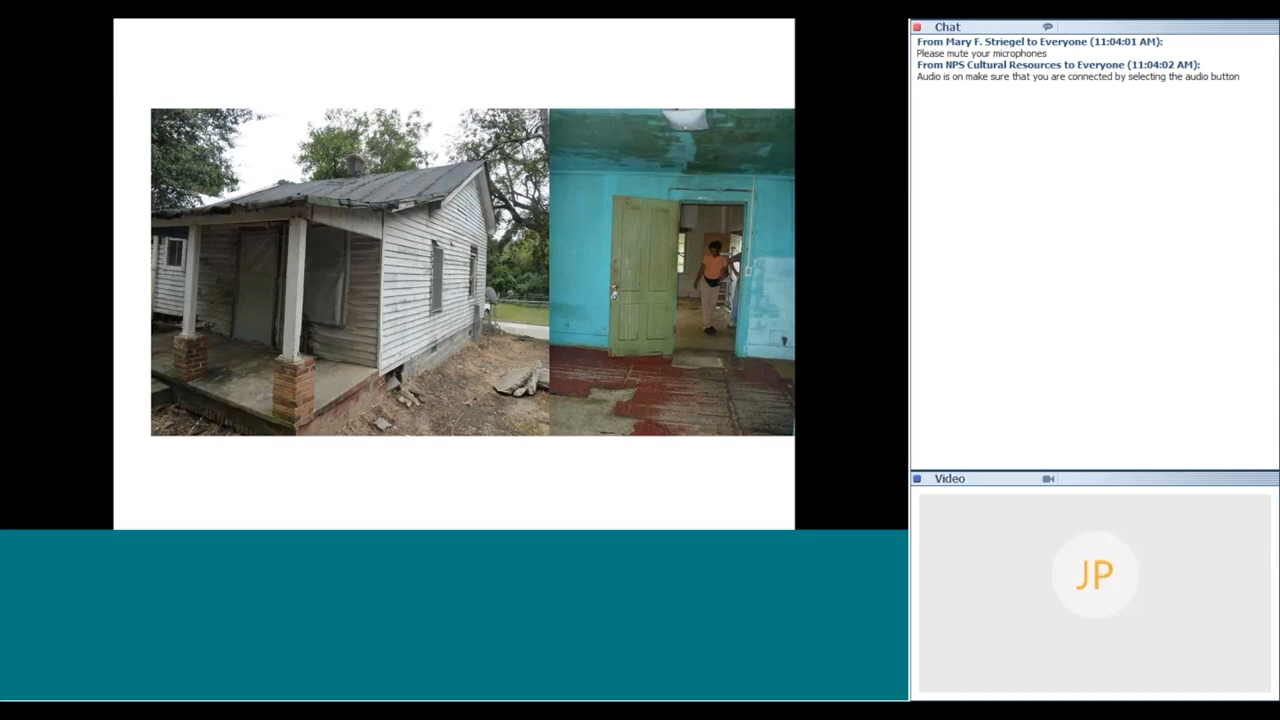 Chat
From Mary F. Striegel to Everyone (11:04:01 AM):
Please mute your microphones
From NPS Cultural Resources to Everyone (11:04:02 AM):
Audio is on make sure that you are connected by selecting the audio button
Video
JP